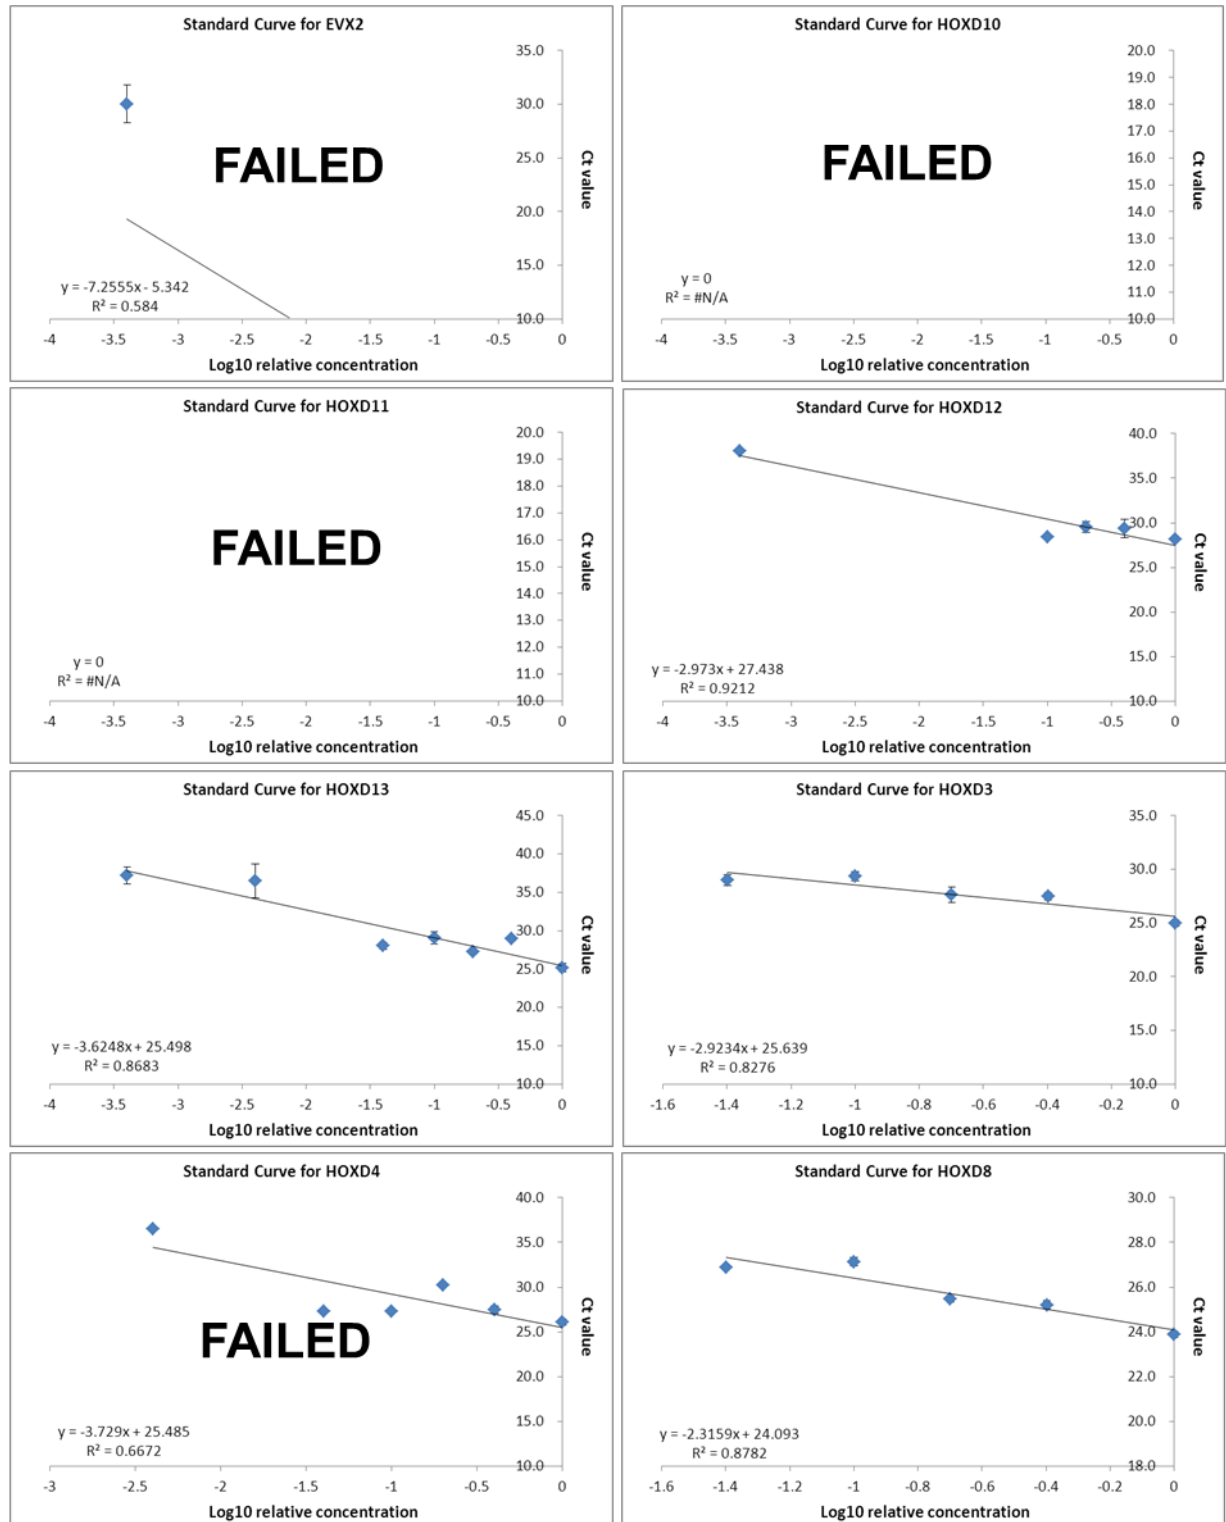 Standard Curve for EVX2
35.0
30.0
25.0
20.0
15.0
10.0
Ct value
FAILED
y = -7.2555x - 5.342
R² = 0.584
-4 -3.5 -3 -2.5 -2 -1.5 -1 -0.5 0
Log10 relative concentration
Standard Curve for HOXD10
20.0
19.0
18.0
17.0
16.0
15.0
14.0
13.0
12.0
11.0
10.0
Ct value
FAILED
y = 0
R² = #N/A
-4 -3.5 -3 -2.5 -2 -1.5 -1 -0.5 0
Log10 relative concentration
Standard Curve for HOXD11
20.0
19.0
18.0
17.0
16.0
15.0
14.0
13.0
12.0
11.0
10.0
Ct value
FAILED
y = 0
R² = #N/A
-4 -3.5 -3 -2.5 -2 -1.5 -1 -0.5 0
Log10 relative concentration
Standard Curve for HOXD12
40.0
35.0
30.0
25.0
20.0
15.0
10.0
Ct value
y = -2.973x + 27.438
R² = 0.9212
-4 -3.5 -3 -2.5 -2 -1.5 -1 -0.5 0
Log10 relative concentration
Standard Curve for HOXD13
45.0
40.0
35.0
30.0
25.0
20.0
15.0
10.0
Ct value
y = -3.6248x + 25.498
R² = 0.8683
-4 -3.5 -3 -2.5 -2 -1.5 -1 -0.5 0
Log10 relative concentration
Standard Curve for HOXD3
35.0
30.0
25.0
20.0
15.0
10.0
Ct value
y = -2.9234x + 25.639
R² = 0.8276
-1.6 -1.4 -1.2 -1 -0.8 -0.6 -0.4 -0.2 0
Log10 relative concentration
Standard Curve for HOXD4
40.0
35.0
30.0
25.0
20.0
15.0
10.0
Ct value
FAILED
y = -3.729x + 25.485
R² = 0.6672
-3 -2.5 -2 -1.5 -1 -0.5 0
Log10 relative concentration
Standard Curve for HOXD8
30.0
28.0
26.0
24.0
22.0
20.0
18.0
Ct value
y = -2.3159x + 24.093
R² = 0.8782
-1.6 -1.4 -1.2 -1 -0.8 -0.6 -0.4 -0.2 0
Log10 relative concentration